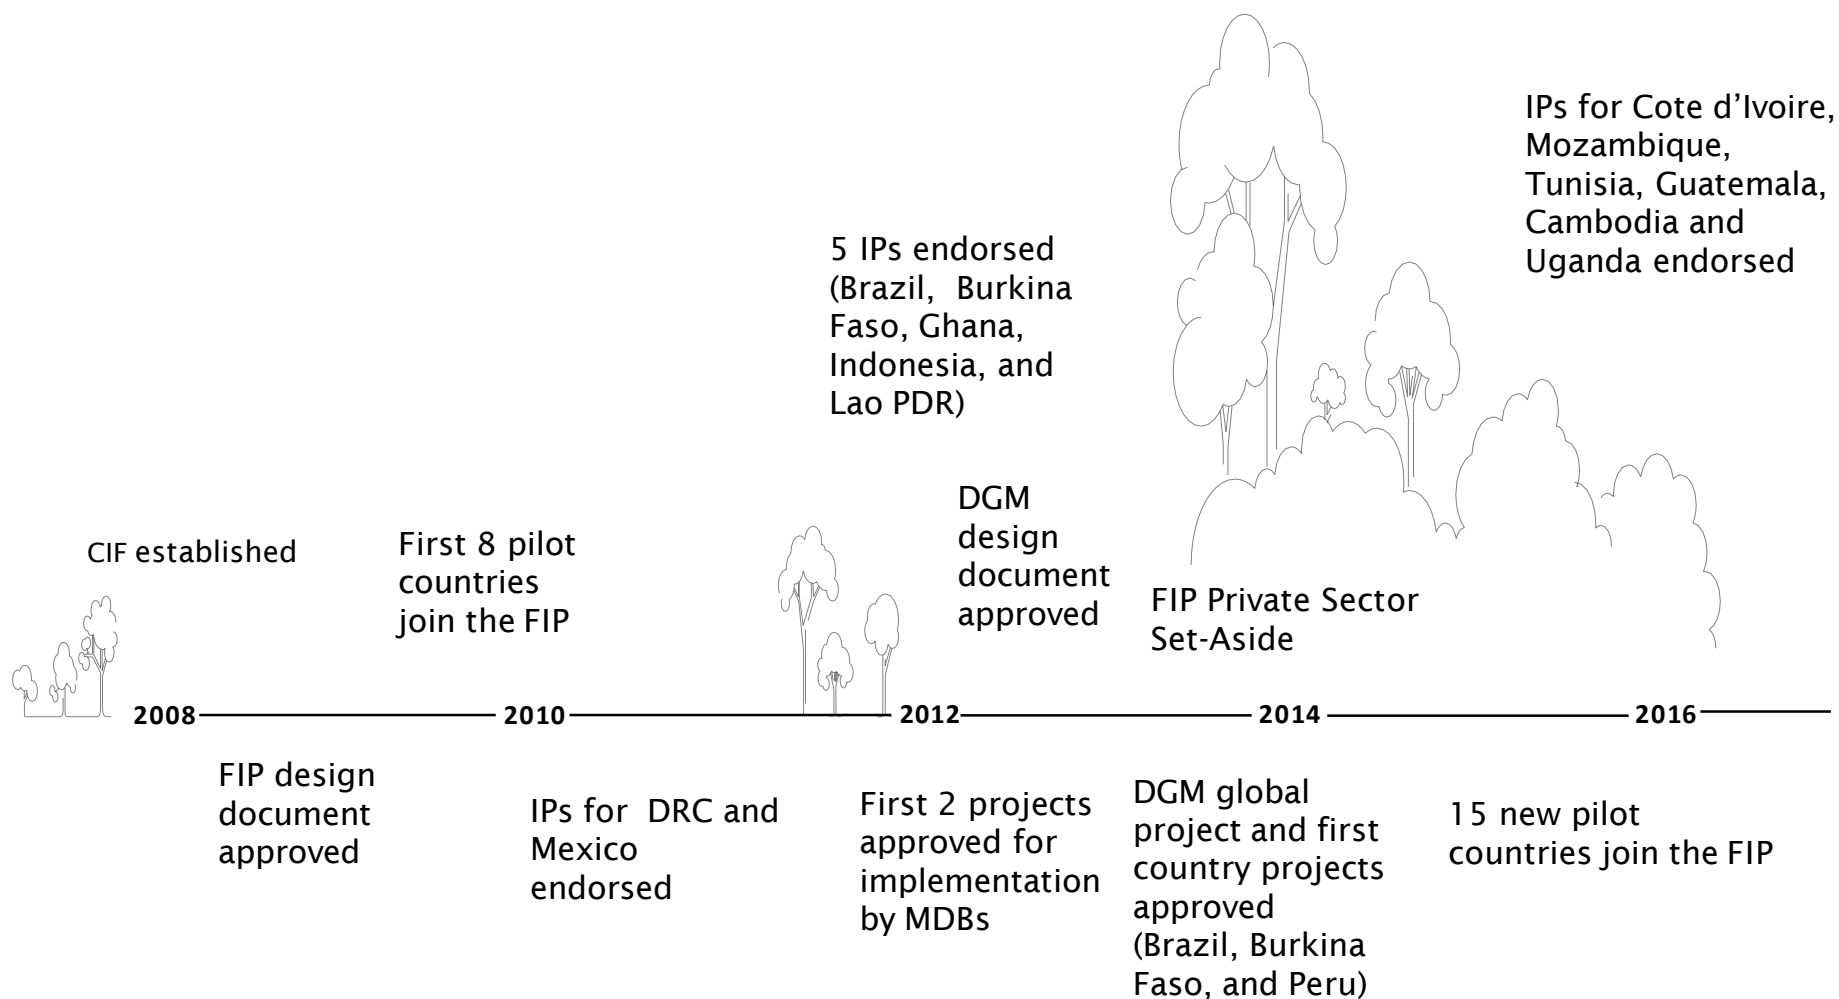 IPs for Cote d’Ivoire,
Mozambique,
Tunisia, Guatemala,
Cambodia and
Uganda endorsed
5 IPs endorsed
(Brazil, Burkina
Faso, Ghana,
Indonesia, and
Lao PDR)
DGM
design
document
approved
CIF established
First 8 pilot
countries
join the FIP
FIP Private Sector
Set-Aside
2008 2010 2012 2014 2016
FIP design
document
approved
IPs for DRC and
Mexico
endorsed
First 2 projects
approved for
implementation
by MDBs
DGM global
project and first
country projects
approved
(Brazil, Burkina
Faso, and Peru)
15 new pilot
countries join the FIP